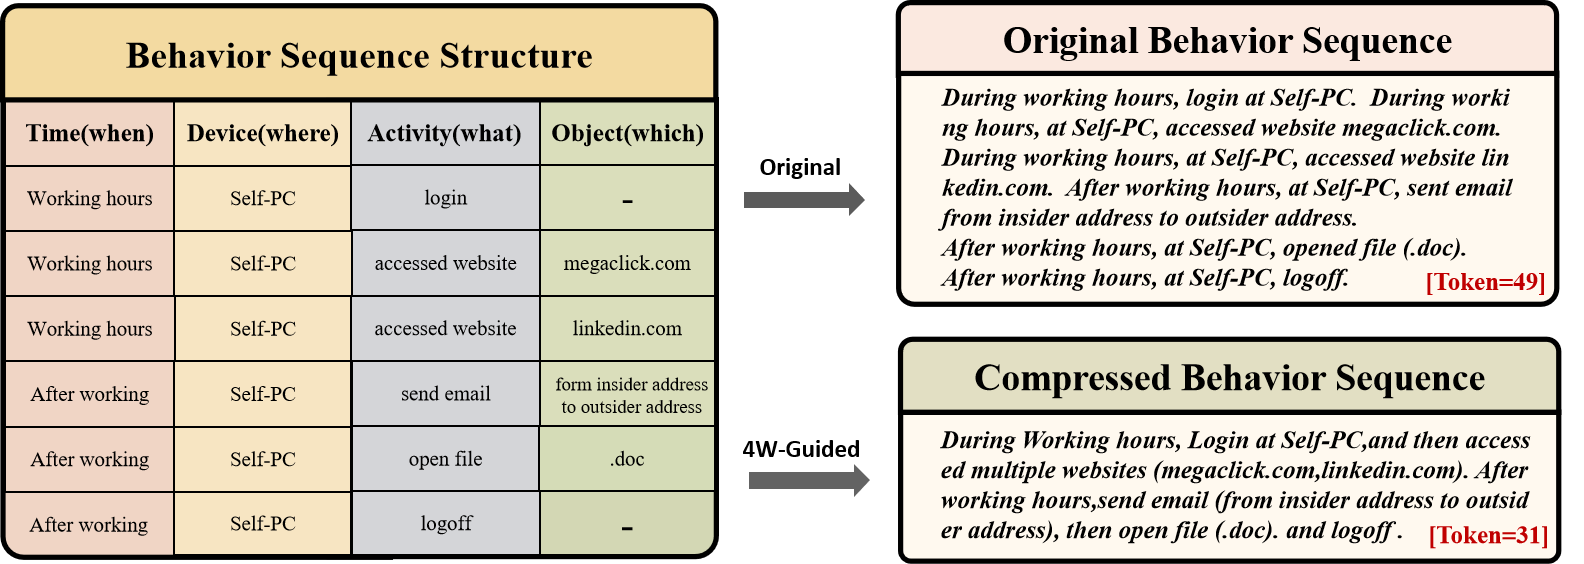 Behavior Sequence Structure
Time(when) Device(where) Activity(what) Object(which)
Working hours Self-PC login -
Working hours Self-PC accessed website megaclick.com
Working hours Self-PC accessed website linkedin.com
After working Self-PC send email form insider address
to outsider address
After working Self-PC open file .doc
After working Self-PC logoff -
Original
4W-Guided
Original Behavior Sequence
During working hours, login at Self-PC. During worki
ng hours, at Self-PC, accessed website megaclick.com.
During working hours, at Self-PC, accessed website lin
kedin.com. After working hours, at Self-PC, sent email
from insider address to outsider address.
After working hours, at Self-PC, opened file (.doc).
After working hours, at Self-PC, logoff.
[Token=49]
Compressed Behavior Sequence
During Working hours, Login at Self-PC,and then access
ed multiple websites (megaclick.com,linkedin.com). After
working hours,send email (from insider address to outsid
er address), then open file (.doc). and logoff .
[Token=31]